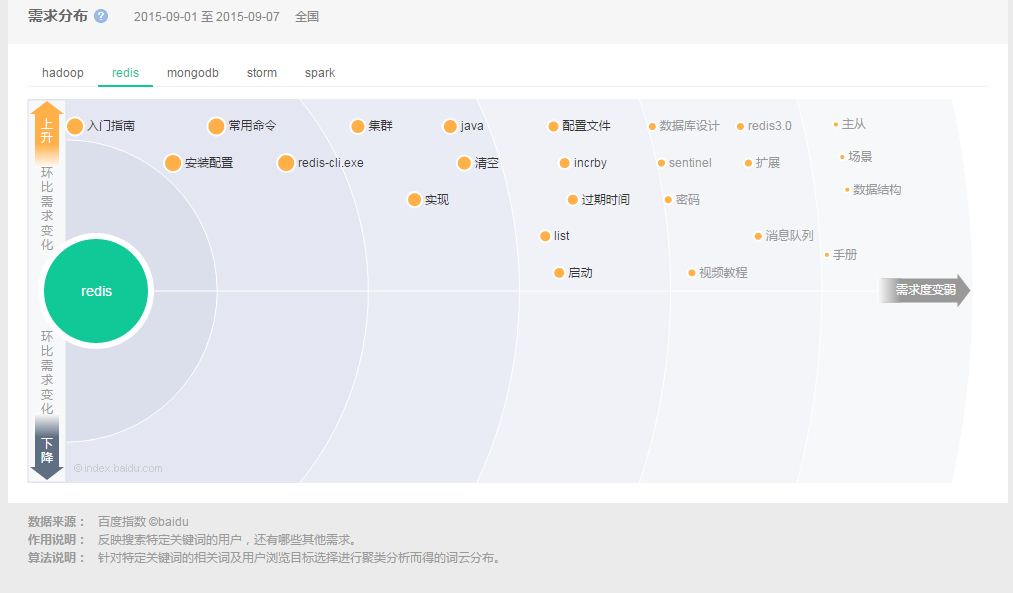 需求分布 ? 2015-09-01 至 2015-09-07 全国
hadoop redis mongodb storm spark
上升
入门指南 常用命令 集群 java 配置文件 数据库设计 redis3.0 主从
安装配置 redis-cli.exe 清空 incrby sentinel 扩展 场景
实现 过期时间 密码 数据结构
环比需求变化
list 消息队列
启动 视频教程 手册
redis
需求度变弱
环比需求变化
下降
©index.baidu.com
数据来源： 百度指数 ©baidu
作用说明： 反映搜索特定关键词的用户，还有哪些其他需求。
算法说明： 针对特定关键词的相关词及用户浏览目标选择进行聚类分析而得的词云分布。